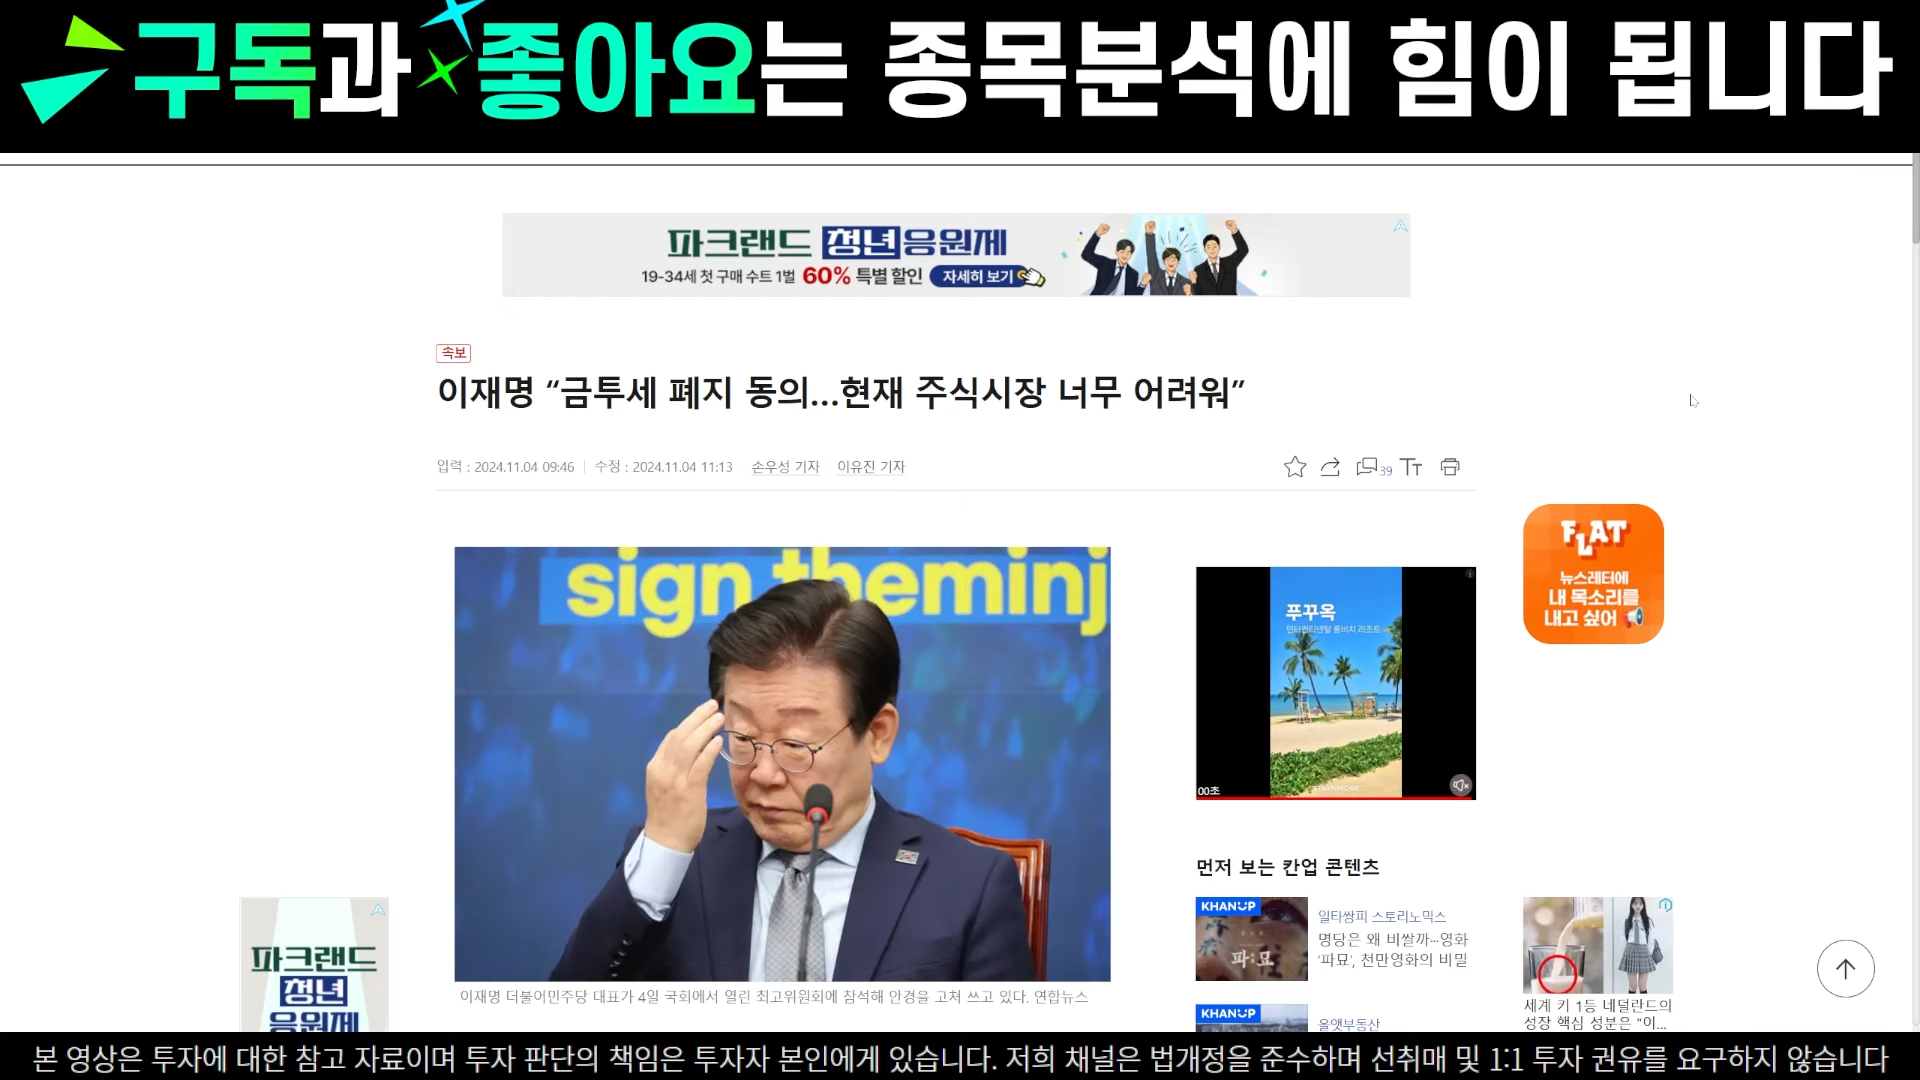 구독과 좋아요는 종목분석에 힘이 됩니다
파크랜드 청년응원제
19-34세 첫 구매 수트 1벌 60% 특별 할인 자세히 보기
속보
이재명 “금투세 폐지 동의…현재 주식시장 너무 어려워”
입력 : 2024.11.04 09:46 수정 : 2024.11.04 11:13 손우성 기자 이유진 기자
39
sign theminj
FLAT
뉴스레터에
내 목소리를
내고 싶어
푸꾸옥
인터컨티넨탈 롱비치 리조트
00초
먼저 보는 칸업 콘텐츠
KHANUP
일타쌍피 스토리노믹스
명당은 왜 비쌀까…영화
‘파묘’, 천만영화의 비밀
파묘
KHANUP
올앳부동산
파크랜드
청년
응원제
이재명 더불어민주당 대표가 4일 국회에서 열린 최고위원회에 참석해 안경을 고쳐 쓰고 있다. 연합뉴스
세계 키 1등 네덜란드의
성장 핵심 성분은 "이...
본 영상은 투자에 대한 참고 자료이며 투자 판단의 책임은 투자자 본인에게 있습니다. 저희 채널은 법개정을 준수하며 선취매 및 1:1 투자 권유를 요구하지 않습니다